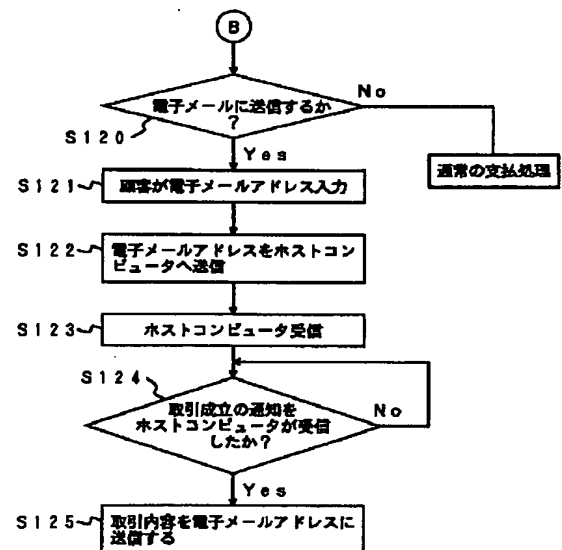 B
電子メールに送信するか
?
No
S120
Yes
通常の支払処理
S121
顧客が電子メールアドレス入力
S122
電子メールアドレスをホストコン
ピュータへ送信
S123
ホストコンピュータ受信
S124
取引成立の通知を
ホストコンピュータが受信
したか?
No
Yes
S125
取引内容を電子メールアドレスに
送信する